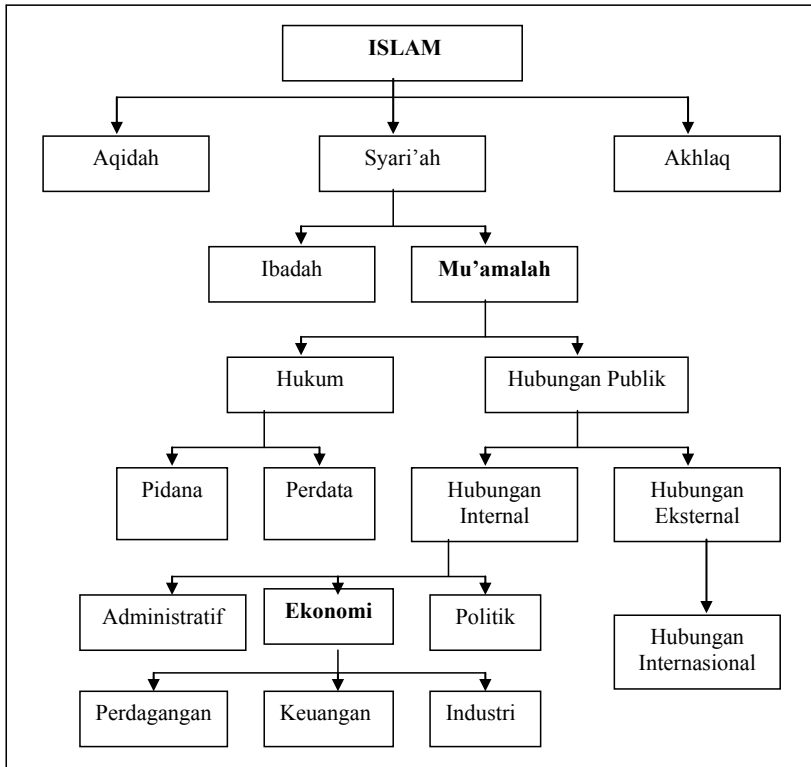 ISLAM
Aqidah
Syari’ah
Akhlaq
Ibadah
Mu’amalah
Hukum
Hubungan Publik
Pidana
Perdata
Hubungan
Internal
Hubungan
Eksternal
Administratif
Ekonomi
Politik
Hubungan
Internasional
Perdagangan
Keuangan
Industri